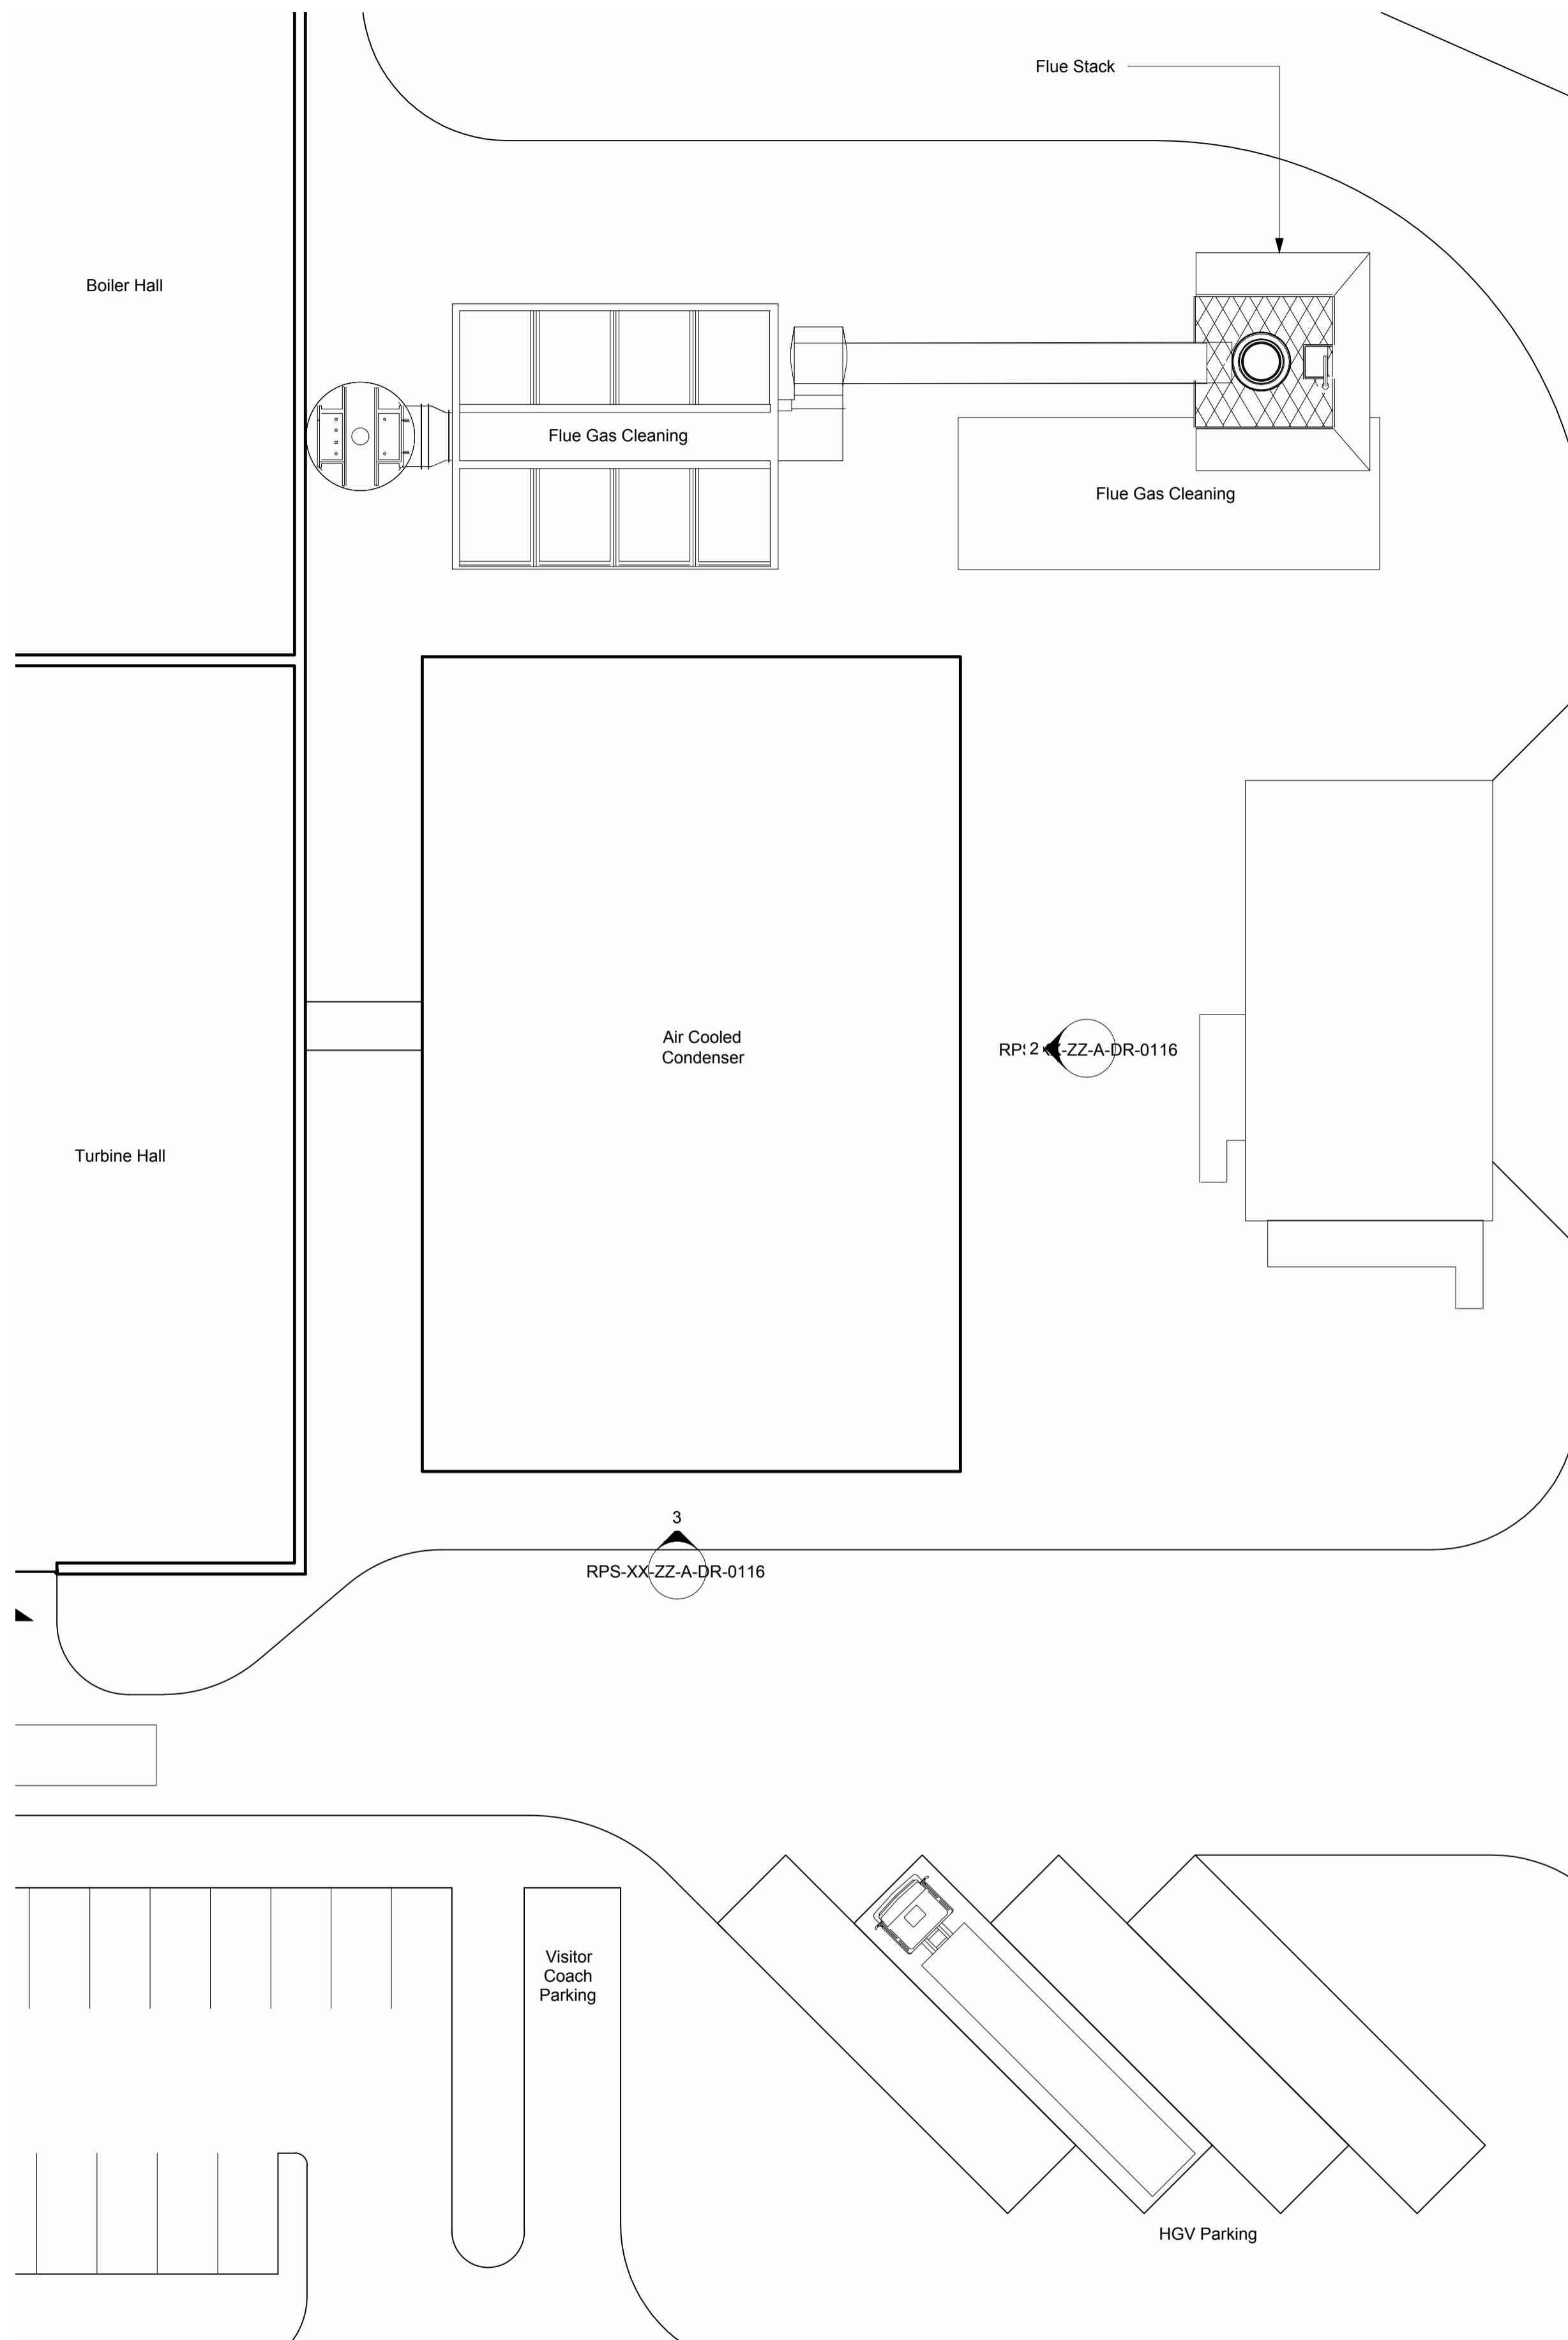 Flue Stack
Boiler Hall
Flue Gas Cleaning
Flue Gas Cleaning
Air Cooled
Condenser
2
-ZZ-A-DR-0116
Turbine Hall
3
RPS-XX-ZZ-A-DR-0116
Visitor
Coach
Parking
HGV Parking